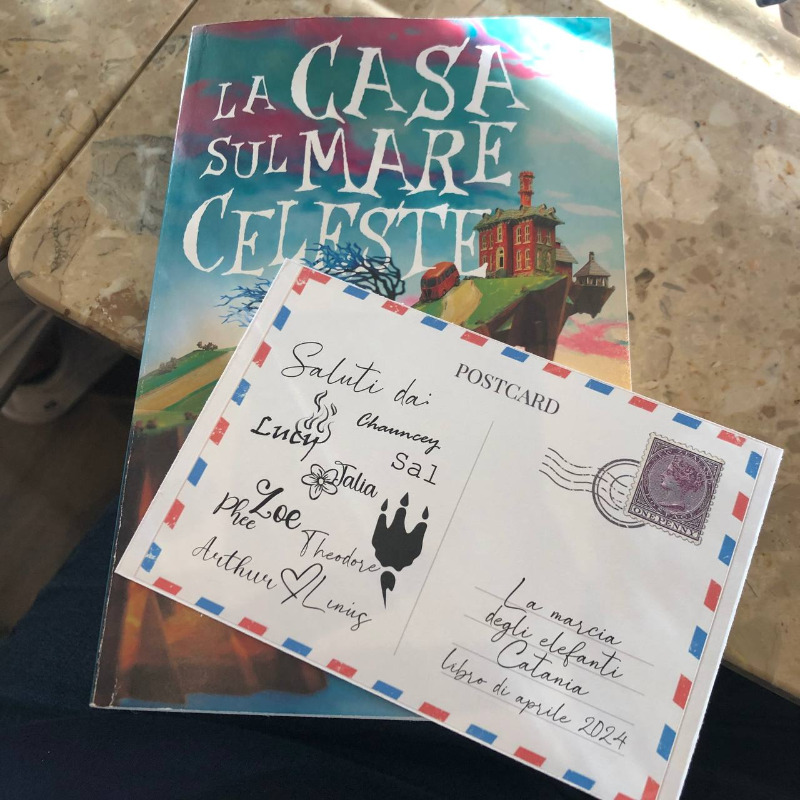 LA CASA
SUL MARE
CELESTE
POSTCARD
Saluti da:
Lucy
Chauncey
Sal
Talia
Phee
Zoe
Theodore
Arthur Linus
ONE PENNY
La marcia
degli elefanti
Catania
libro di aprile 2024